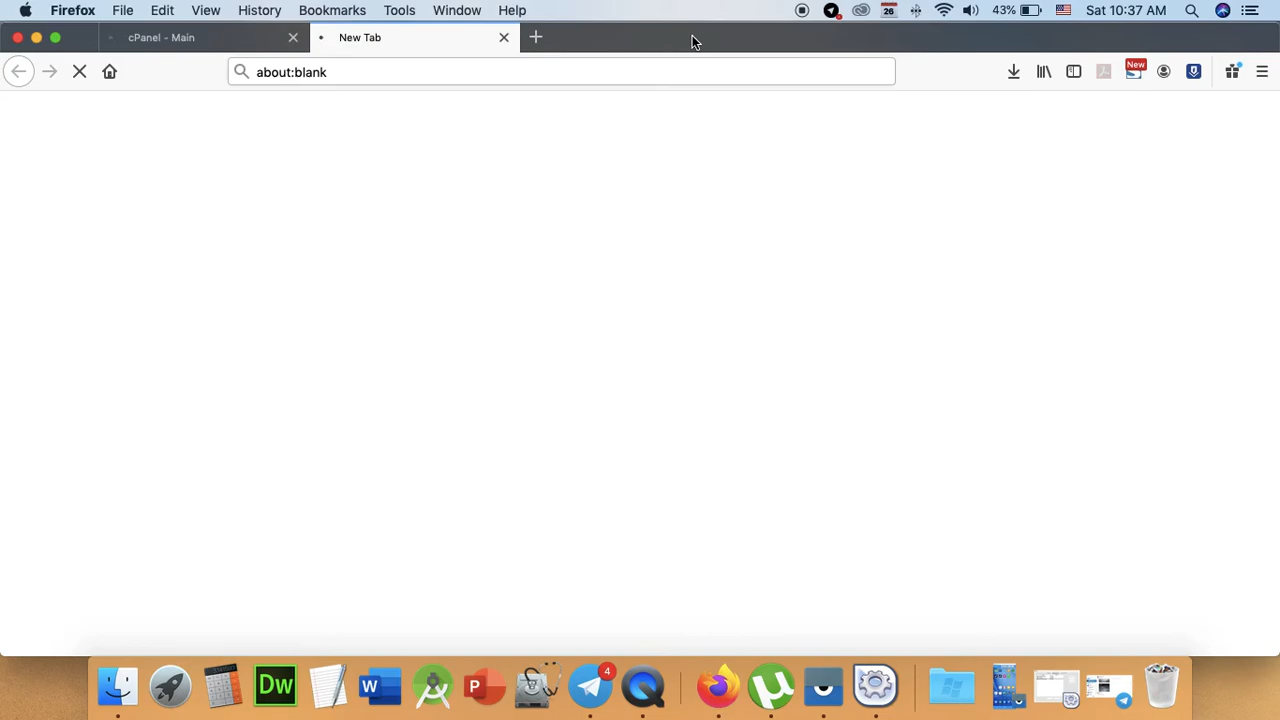 Firefox File Edit View History Bookmarks Tools Window Help 26 43% Sat 10:37 AM
cPanel - Main New Tab
about:blank New
Dw W P 4